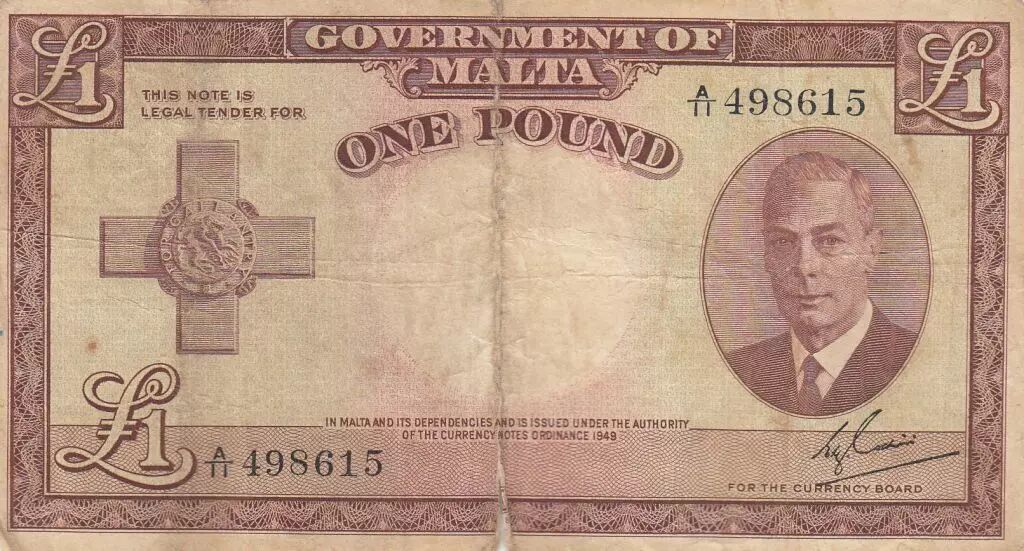 £1
GOVERNMENT OF
MALTA
£1
THIS NOTE IS
LEGAL TENDER FOR
A/11 498615
ONE POUND
FOR GALLANTRY
IN MALTA AND ITS DEPENDENCIES AND IS ISSUED UNDER THE AUTHORITY
OF THE CURRENCY NOTES ORDINANCE 1949
£1
A/11 498615
FOR THE CURRENCY BOARD